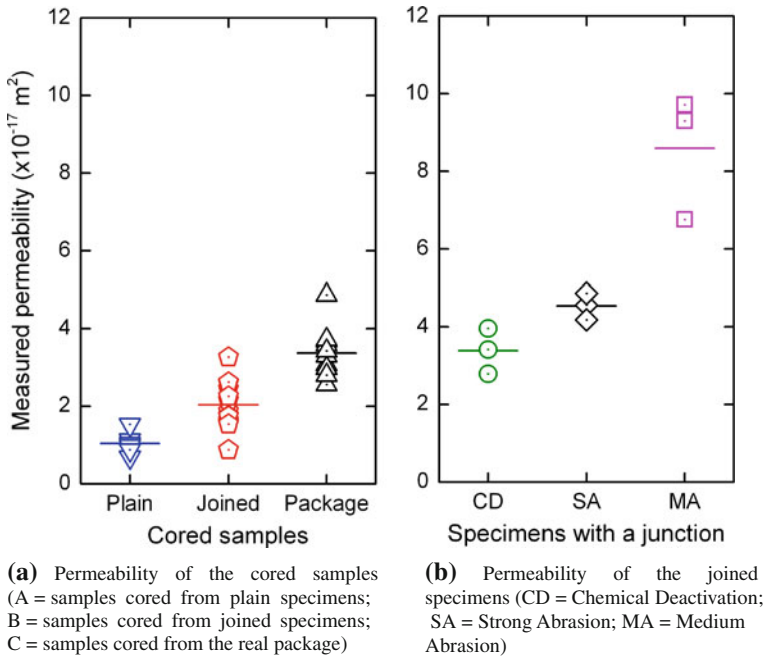 Measured permeability (x10⁻¹⁷ m²)
12
10
8
6
4
2
0
Plain
Joined
Package
Cored samples
12
10
8
6
4
2
0
CD
SA
MA
Specimens with a junction
(a) Permeability of the cored samples
(A = samples cored from plain specimens;
B = samples cored from joined specimens;
C = samples cored from the real package)
(b) Permeability of the joined
specimens (CD = Chemical Deactivation;
SA = Strong Abrasion; MA = Medium
Abrasion)